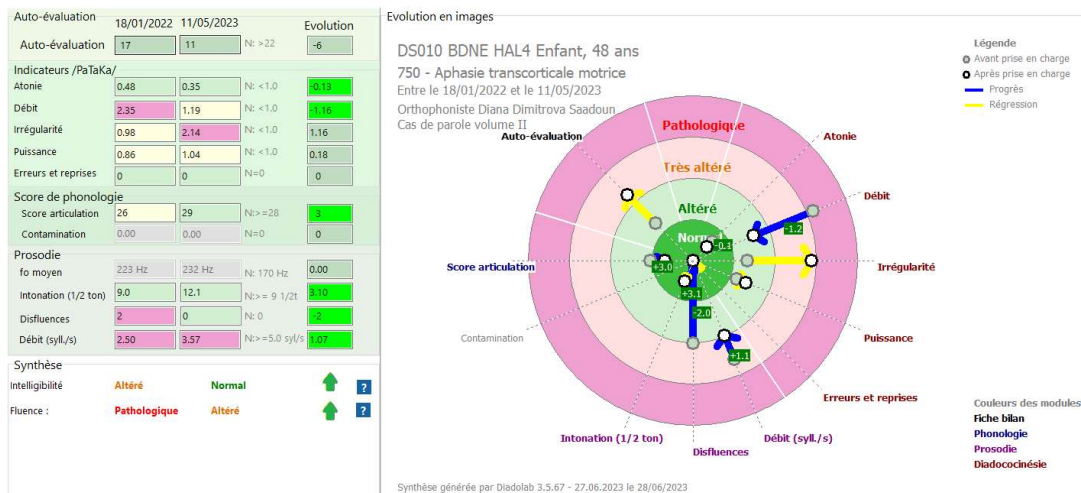 Auto-évaluation
18/01/2022 11/05/2023 Evolution
Auto-évaluation 17 11 N: >22 -6
Indicateurs /PaTaKa/
Atonie 0.48 0.35 N: <1.0 -0.13
Débit 2.35 1.19 N: <1.0 -1.16
Irrégularité 0.98 2.14 N: <1.0 1.16
Puissance 0.86 1.04 N: <1.0 0.18
Erreurs et reprises 0 0 N=0 0
Score de phonologie
Score articulation 26 29 N:>=28 3
Contamination 0.00 0.00 N=0 0
Prosodie
fo moyen 223 Hz 232 Hz N: 170 Hz 0.00
Intonation (1/2 ton) 9.0 12.1 N:>= 9 1/2t 3.10
Disfluences 2 0 N: 0 -2
Débit (syll./s) 2.50 3.57 N:>=5.0 syl/s 1.07
Synthèse
Intelligibilité Altéré Normal ?
Fluence : Pathologique Altéré ?
Evolution en images
DS010 BDNE HAL4 Enfant, 48 ans
750 - Aphasie transcorticale motrice
Entre le 18/01/2022 et le 11/05/2023
Orthophoniste Diana Dimitrova Saadoun
Cas de parole volume II
Légende
Avant prise en charge
Après prise en charge
Progrès
Régression
Auto-évaluation
Pathologique
Atonie
Très altéré
Débit
Altéré
-1.2
-0.1
Score articulation
+3.0
Irrégularité
+3.1
-2.0
Contamination
Puissance
+1.1
Erreurs et reprises
Intonation (1/2 ton)
Débit (syll./s)
Disfluences
Couleurs des modules
Fiche bilan
Phonologie
Prosodie
Diadococinésie
Synthèse générée par Diadolab 3.5.67 - 27.06.2023 le 28/06/2023